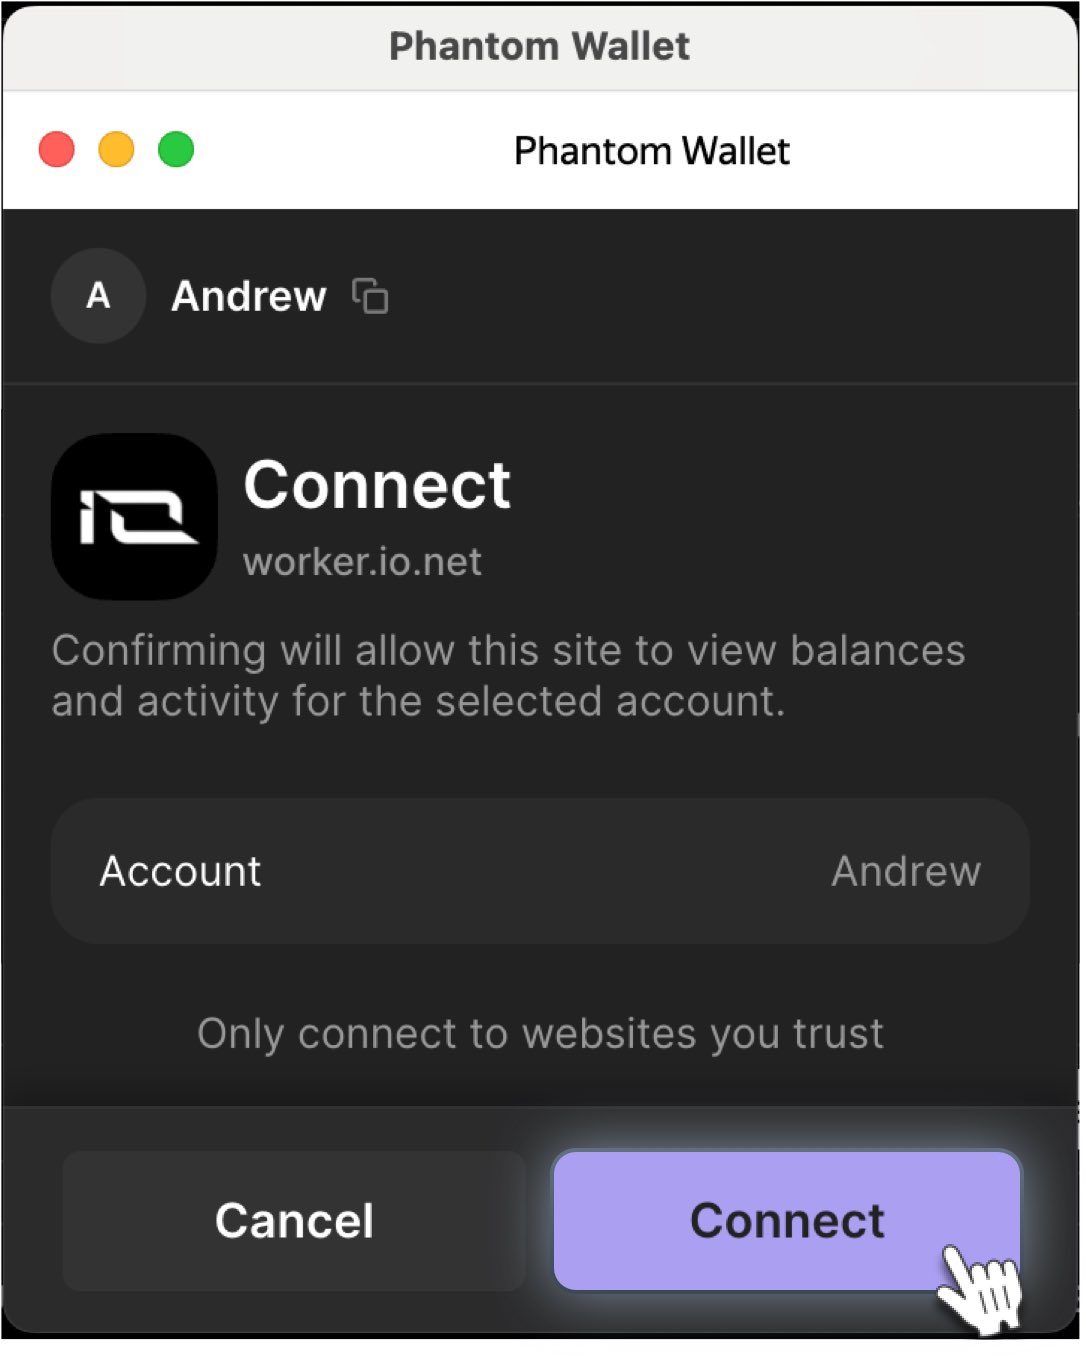 Phantom Wallet
Phantom Wallet
A
Andrew
iO
Connect
worker.io.net
Confirming will allow this site to view balances
and activity for the selected account.
Account
Andrew
Only connect to websites you trust
Cancel
Connect